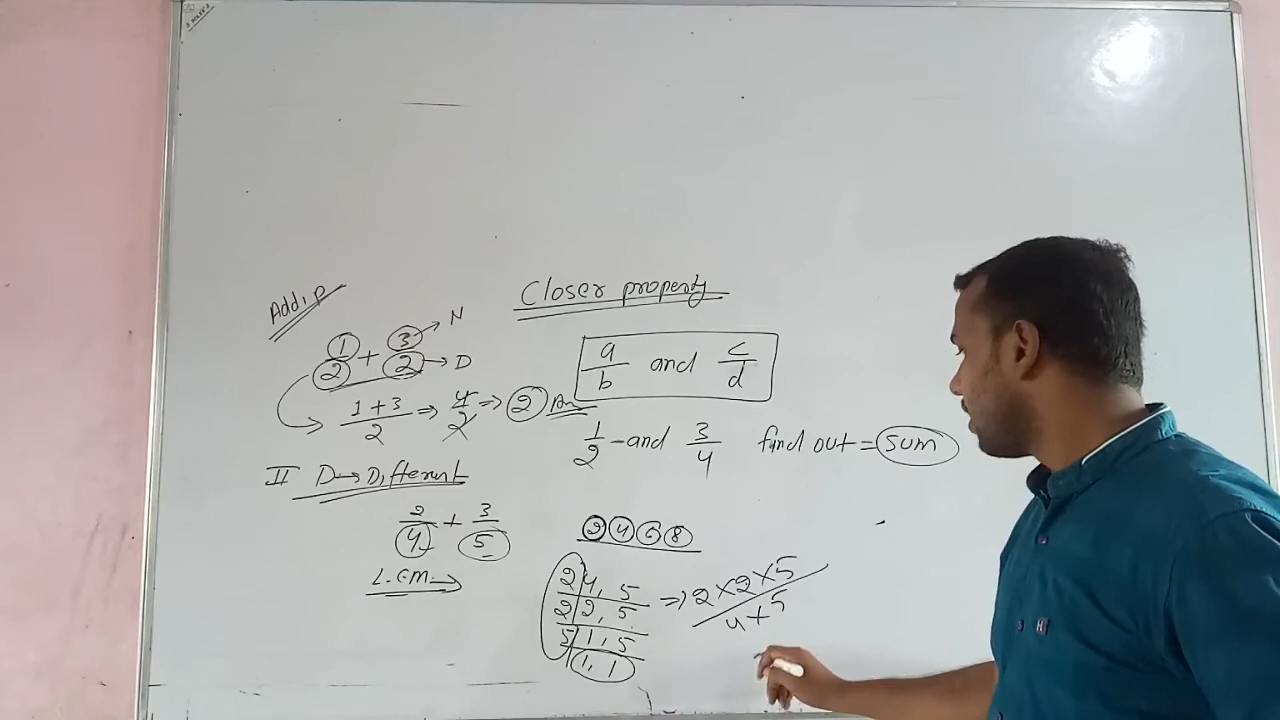 Add,p
Closer property
1/2 + 3/2 → N → D
a/b and c/d
1+3/2 ⇒ 4/2 ⇒ 2 An
1/2 - and 3/4 find out = sum
II D → Different
2/4 + 3/5
2 4 6 8
L.C.M. →
2 | 4, 5 ⇒ 2×2×5
2 | 2, 5 4×5
5 | 1, 5
1, 1